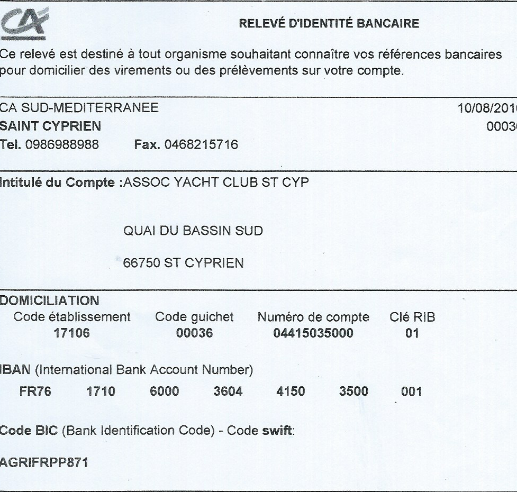 CA
RELEVÉ D'IDENTITÉ BANCAIRE
Ce relevé est destiné à tout organisme souhaitant connaître vos références bancaires
pour domicilier des virements ou des prélèvements sur votre compte.
CA SUD-MEDITERRANEE 10/08/201
SAINT CYPRIEN 0003
Tel. 0986988988 Fax. 0468215716
Intitulé du Compte :ASSOC YACHT CLUB ST CYP
QUAI DU BASSIN SUD
66750 ST CYPRIEN
DOMICILIATION
Code établissement Code guichet Numéro de compte Clé RIB
17106 00036 04415035000 01
IBAN (International Bank Account Number)
FR76 1710 6000 3604 4150 3500 001
Code BIC (Bank Identification Code) - Code swift:
AGRIFRPP871